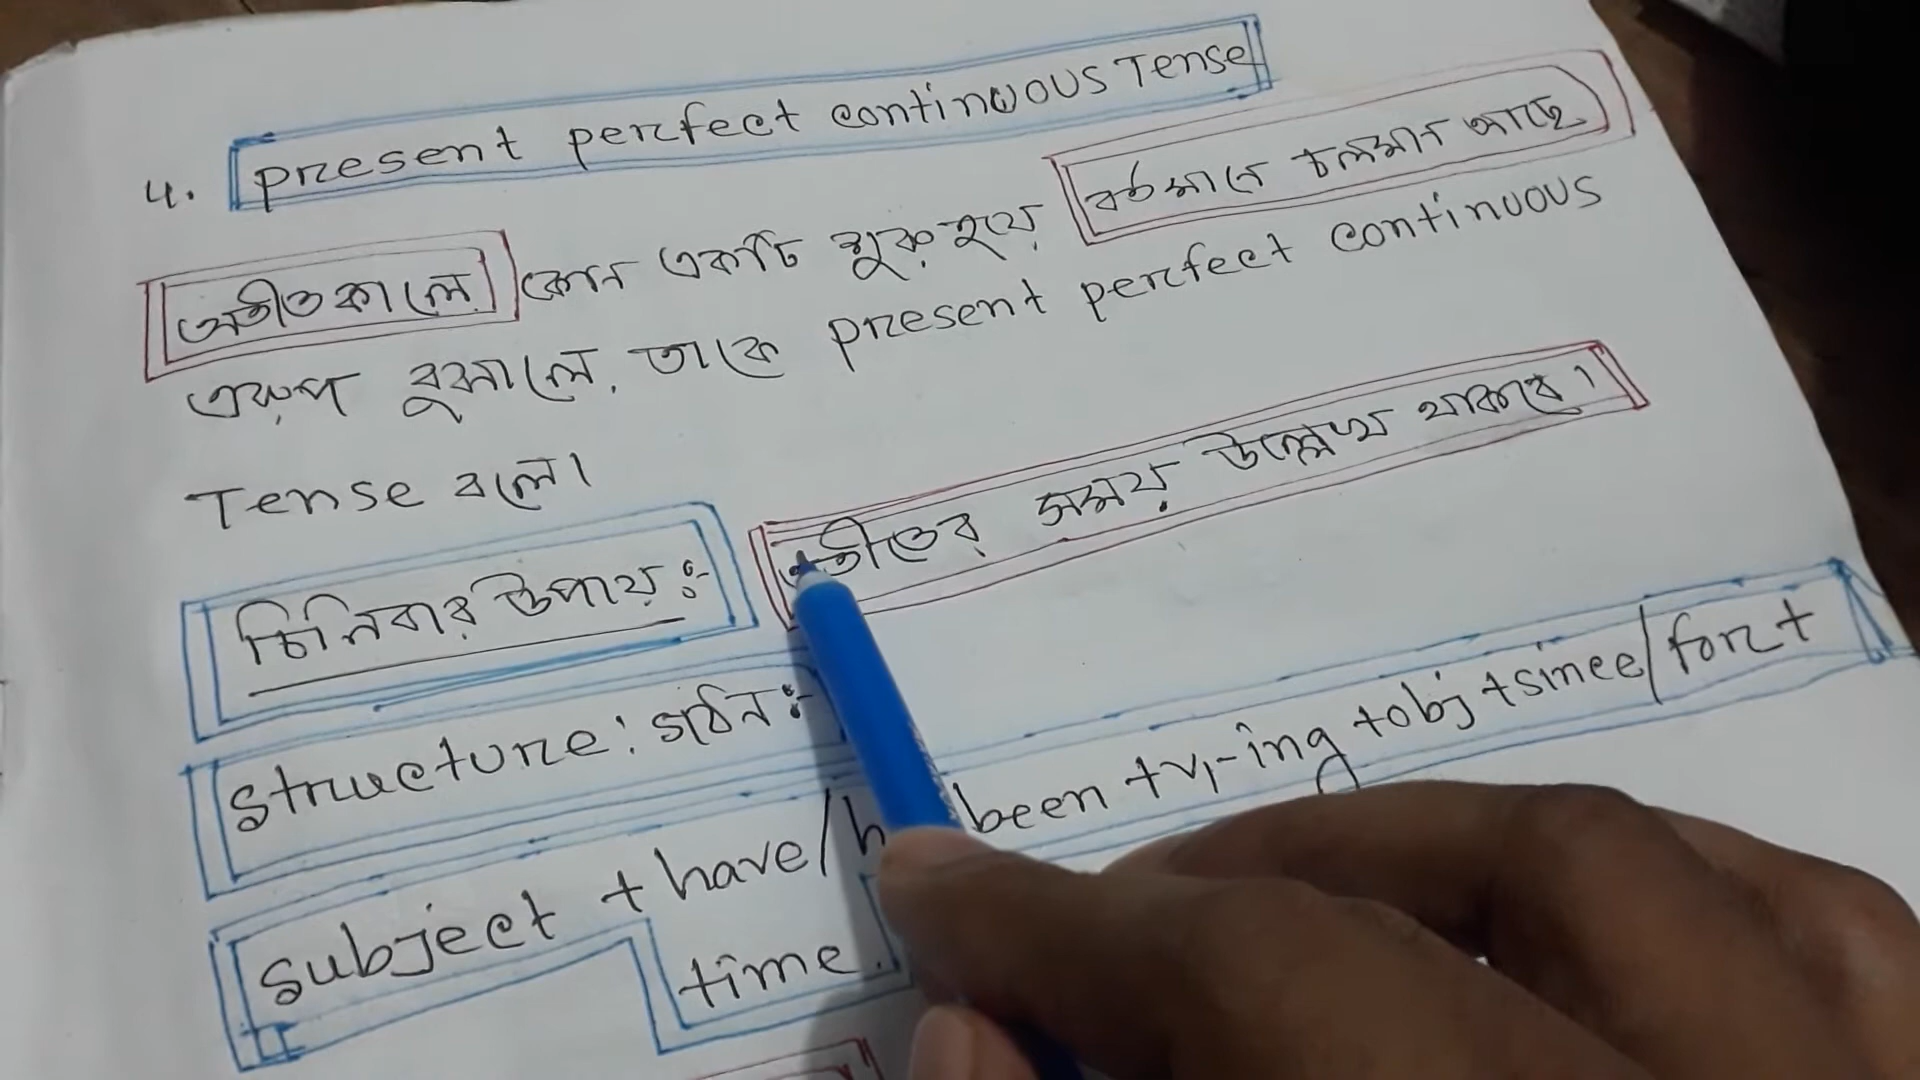 4. Present perfect continuous Tense
অতীতকালে কোন একটি শুরু হয়ে বর্তমানে চলমান আছে
এরূপ বুঝালে, তাকে present perfect continuous
Tense বলে।
চিনিবার উপায়ঃ- অতীতের সময় উল্লেখ থাকবে।
Structure: গঠনঃ-
Subject + have/ been + v₁-ing + obj + since/for +
time.